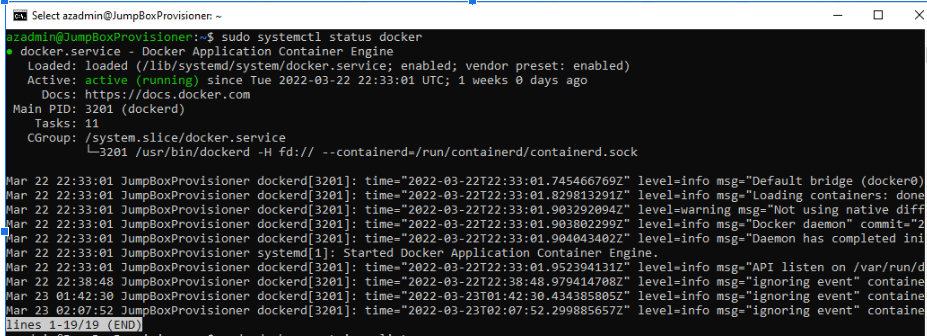 Select azadmin@JumpBoxProvisioner: ~
azadmin@JumpBoxProvisioner:~$ sudo systemctl status docker
● docker.service - Docker Application Container Engine
Loaded: loaded (/lib/systemd/system/docker.service; enabled; vendor preset: enabled)
Active: active (running) since Tue 2022-03-22 22:33:01 UTC; 1 weeks 0 days ago
Docs: https://docs.docker.com
Main PID: 3201 (dockerd)
Tasks: 11
CGroup: /system.slice/docker.service
└─3201 /usr/bin/dockerd -H fd:// --containerd=/run/containerd/containerd.sock
Mar 22 22:33:01 JumpBoxProvisioner dockerd[3201]: time="2022-03-22T22:33:01.745466769Z" level=info msg="Default bridge (docker0)
Mar 22 22:33:01 JumpBoxProvisioner dockerd[3201]: time="2022-03-22T22:33:01.829813291Z" level=info msg="Loading containers: done
Mar 22 22:33:01 JumpBoxProvisioner dockerd[3201]: time="2022-03-22T22:33:01.903292094Z" level=warning msg="Not using native diff
Mar 22 22:33:01 JumpBoxProvisioner dockerd[3201]: time="2022-03-22T22:33:01.903802299Z" level=info msg="Docker daemon" commit="2
Mar 22 22:33:01 JumpBoxProvisioner dockerd[3201]: time="2022-03-22T22:33:01.904043402Z" level=info msg="Daemon has completed ini
Mar 22 22:33:01 JumpBoxProvisioner systemd[1]: Started Docker Application Container Engine.
Mar 22 22:33:01 JumpBoxProvisioner dockerd[3201]: time="2022-03-22T22:33:01.952394131Z" level=info msg="API listen on /var/run/d
Mar 22 22:38:48 JumpBoxProvisioner dockerd[3201]: time="2022-03-22T22:38:48.979414708Z" level=info msg="ignoring event" containe
Mar 23 01:42:30 JumpBoxProvisioner dockerd[3201]: time="2022-03-23T01:42:30.434385805Z" level=info msg="ignoring event" containe
Mar 23 02:07:52 JumpBoxProvisioner dockerd[3201]: time="2022-03-23T02:07:52.299885657Z" level=info msg="ignoring event" containe
lines 1-19/19 (END)